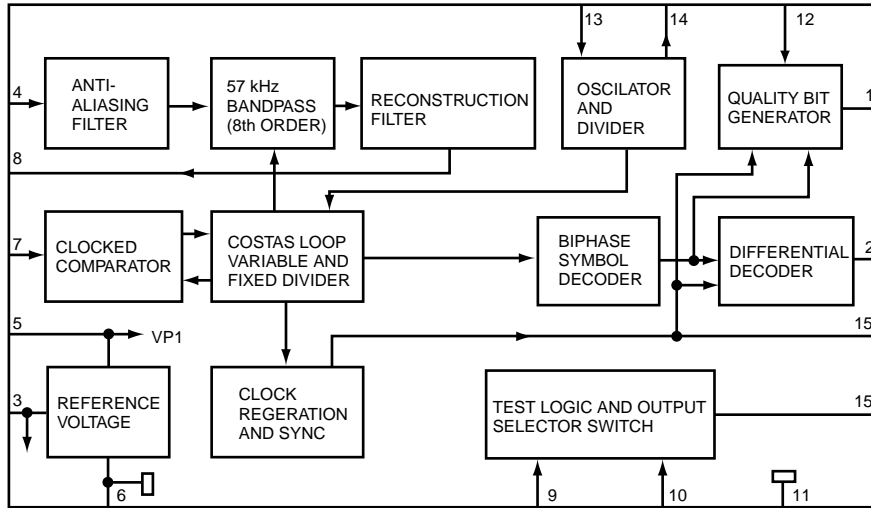 13
14
12
4
ANTI-
ALIASING
FILTER
57 kHz
BANDPASS
(8th ORDER)
RECONSTRUCTION
FILTER
OSCILATOR
AND
DIVIDER
QUALITY BIT
GENERATOR
1
8
7
CLOCKED
COMPARATOR
COSTAS LOOP
VARIABLE AND
FIXED DIVIDER
BIPHASE
SYMBOL
DECODER
DIFFERENTIAL
DECODER
2
5
VP1
15
3
REFERENCE
VOLTAGE
CLOCK
REGERATION
AND SYNC
TEST LOGIC AND OUTPUT
SELECTOR SWITCH
15
6
9
10
11